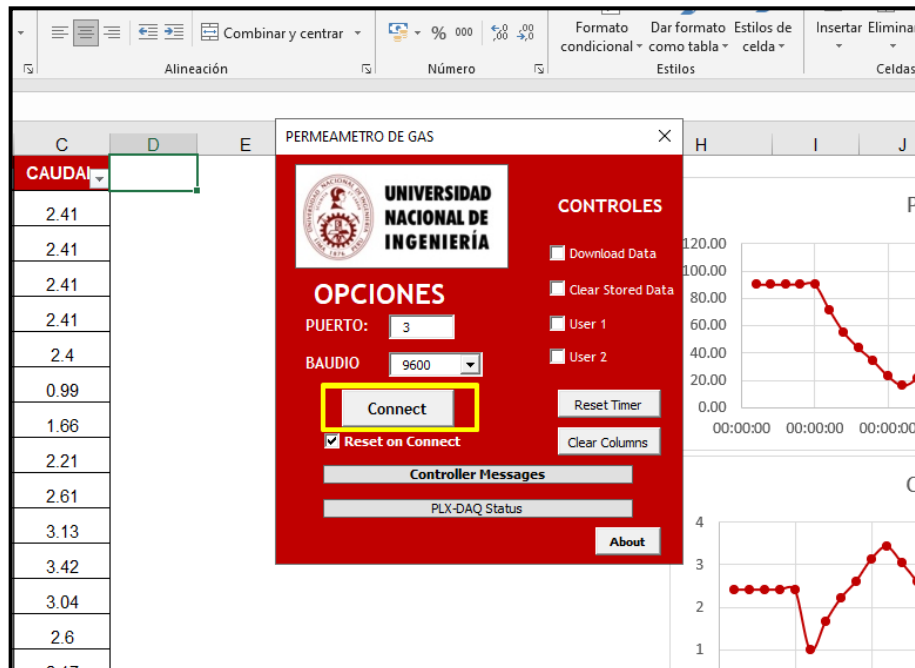 Combinar y centrar
% 000
,00
,00
Formato
condicional
Dar formato
como tabla
Estilos de
celda
Insertar
Elimina
Alineación
Número
Estilos
Celdas
C
D
E
H
I
J
CAUDAL
2.41
2.41
2.41
2.41
2.4
0.99
1.66
2.21
2.61
3.13
3.42
3.04
2.6
PERMEAMETRO DE GAS
UNIVERSIDAD
NACIONAL DE
INGENIERÍA
OPCIONES
PUERTO: 3
BAUDIO 9600
Connect
Reset on Connect
CONTROLES
Download Data
Clear Stored Data
User 1
User 2
Reset Timer
Clear Columns
Controller Messages
PLX-DAQ Status
About
P
120.00
100.00
80.00
60.00
40.00
20.00
0.00
00:00:00 00:00:00 00:00:00
4
3
2
1